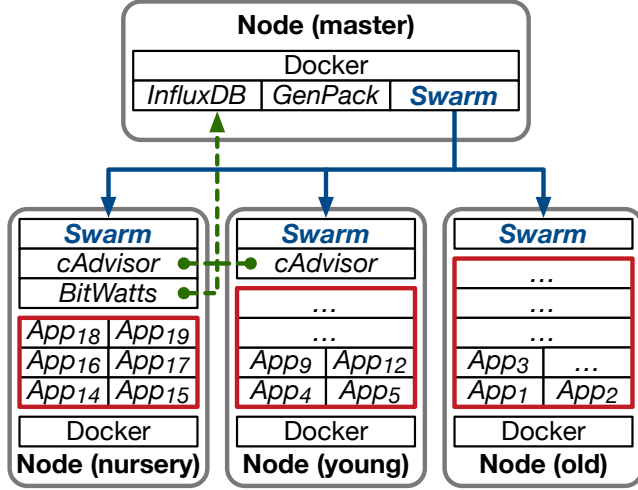 Node (master)
Docker
InfluxDB GenPack Swarm
Swarm
cAdvisor
BitWatts
App18 App19
App16 App17
App14 App15
Docker
Node (nursery)
Swarm
cAdvisor
...
...
App9 App12
App4 App5
Docker
Node (young)
Swarm
...
...
...
App3 ...
App1 App2
Docker
Node (old)